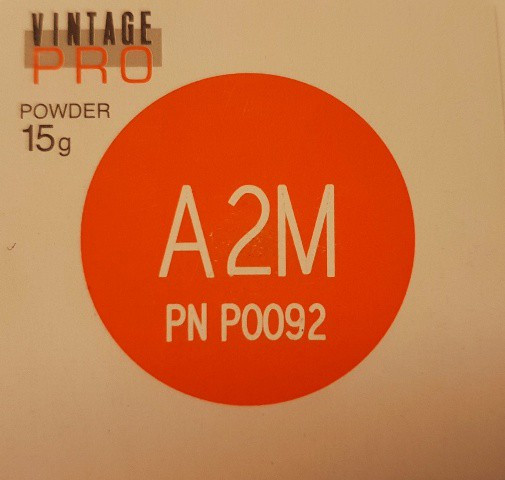 VINTAGE
PRO
POWDER
15g
A2M
PN P0092